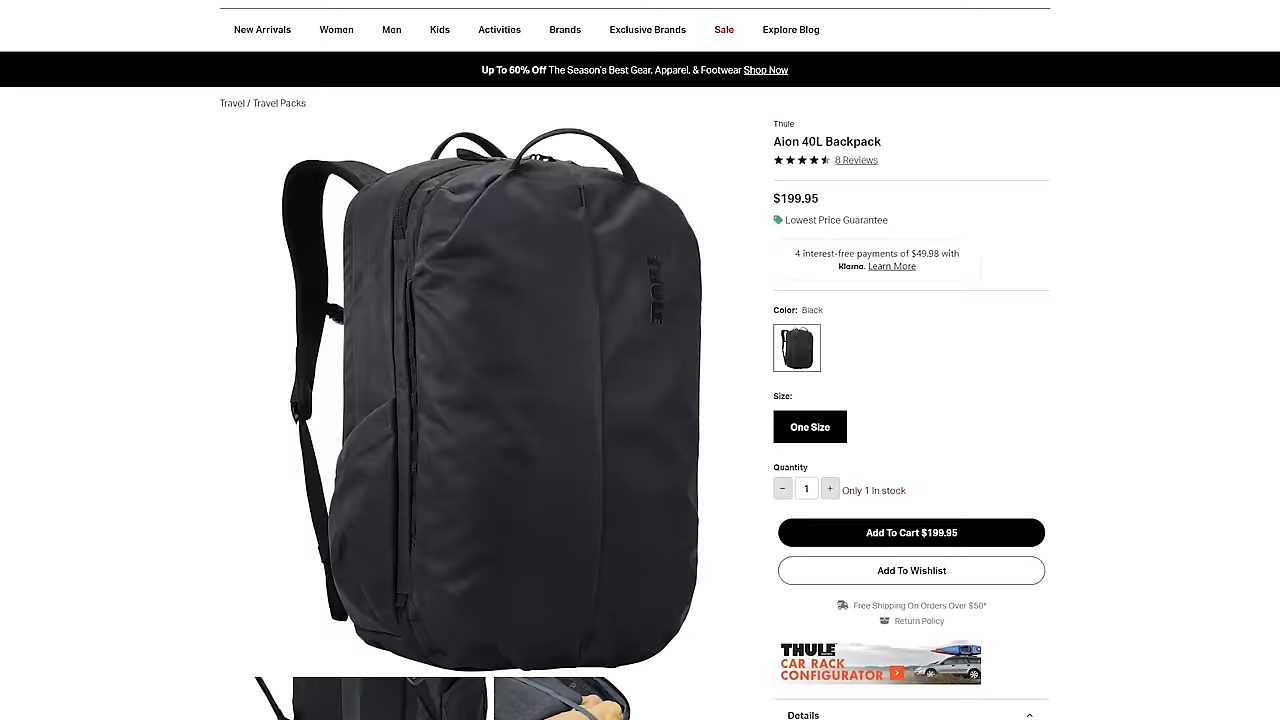 New Arrivals Women Men Kids Activities Brands Exclusive Brands Sale Explore Blog
Up To 60% Off The Season's Best Gear, Apparel, & Footwear Shop Now
Travel / Travel Packs
Thule
Aion 40L Backpack
8 Reviews
$199.95
Lowest Price Guarantee
4 interest-free payments of $49.98 with
Klarna. Learn More
Color: Black
Size:
One Size
Quantity
- 1 + Only 1 In stock
Add To Cart $199.95
Add To Wishlist
Free Shipping On Orders Over $50*
Return Policy
THULE
CAR RACK
CONFIGURATOR
Details
THULE